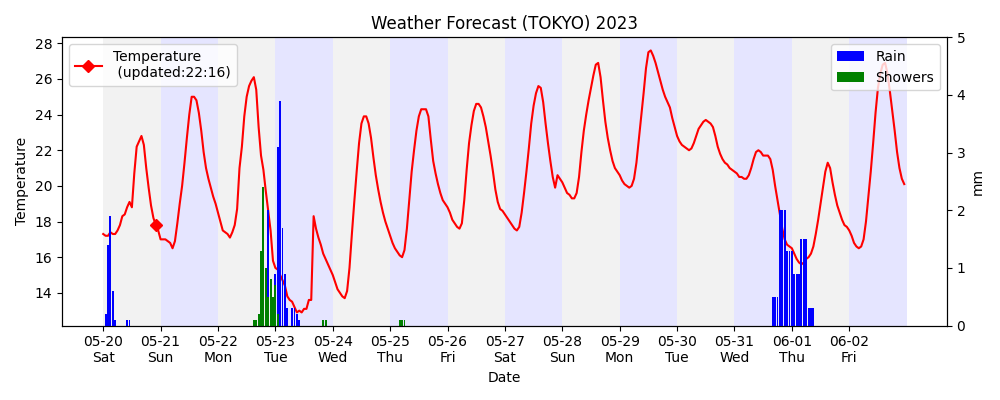 Weather Forecast (TOKYO) 2023
Temperature
(updated:22:16)
Rain
Showers
Temperature
28
26
24
22
20
18
16
14
5
4
3
2
1
0
mm
05-20 05-21 05-22 05-23 05-24 05-25 05-26 05-27 05-28 05-29 05-30 05-31 06-01 06-02
Sat Sun Mon Tue Wed Thu Fri Sat Sun Mon Tue Wed Thu Fri
Date